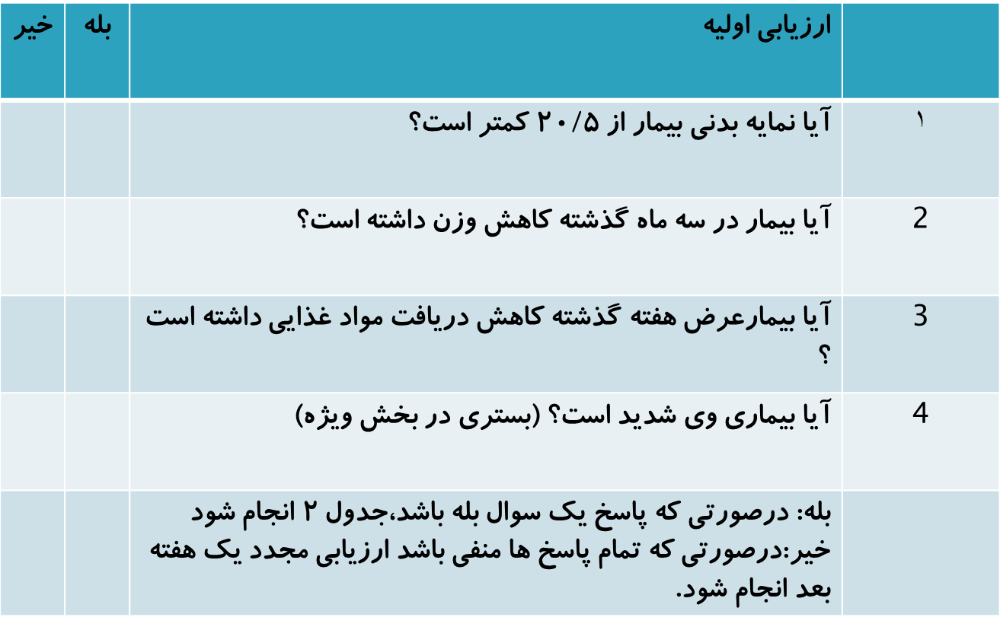 ارزیابی اولیه بله خیر
۱ آیا نمایه بدنی بیمار از ۲۰/۵ کمتر است؟
2 آیا بیمار در سه ماه گذشته کاهش وزن داشته است؟
3 آیا بیمارعرض هفته گذشته کاهش دریافت مواد غذایی داشته است
؟
4 آیا بیماری وی شدید است؟ (بستری در بخش ویژه)
بله: درصورتی که پاسخ یک سوال بله باشد،جدول ۲ انجام شود
خیر:درصورتی که تمام پاسخ ها منفی باشد ارزیابی مجدد یک هفته
بعد انجام شود.